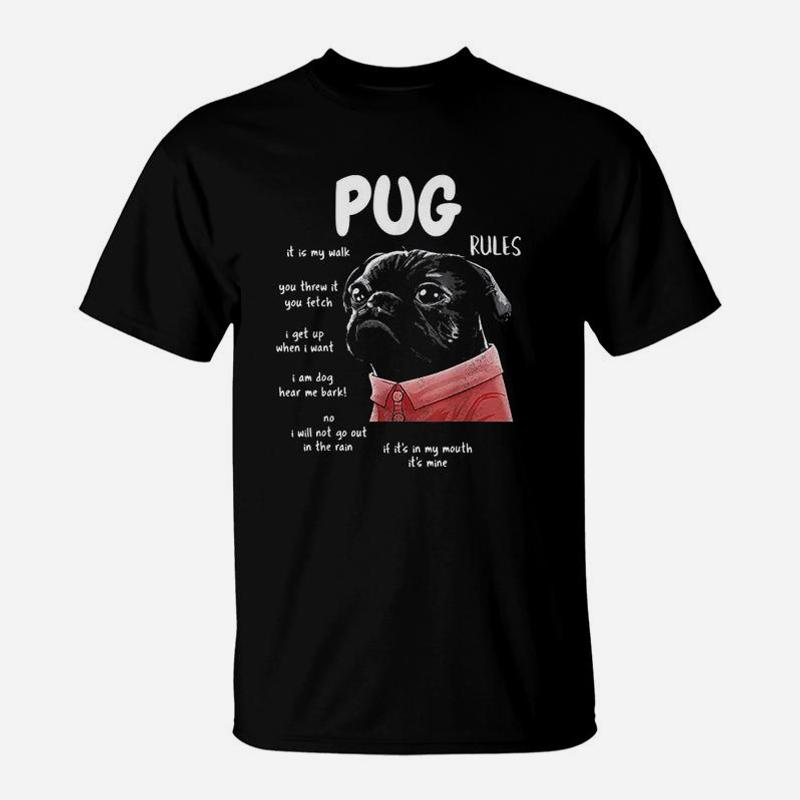 PUG
RULES
it is my walk
you threw it
you fetch
i get up
when i want
i am dog
hear me bark!
no
i will not go out
in the rain
if it's in my mouth
it's mine